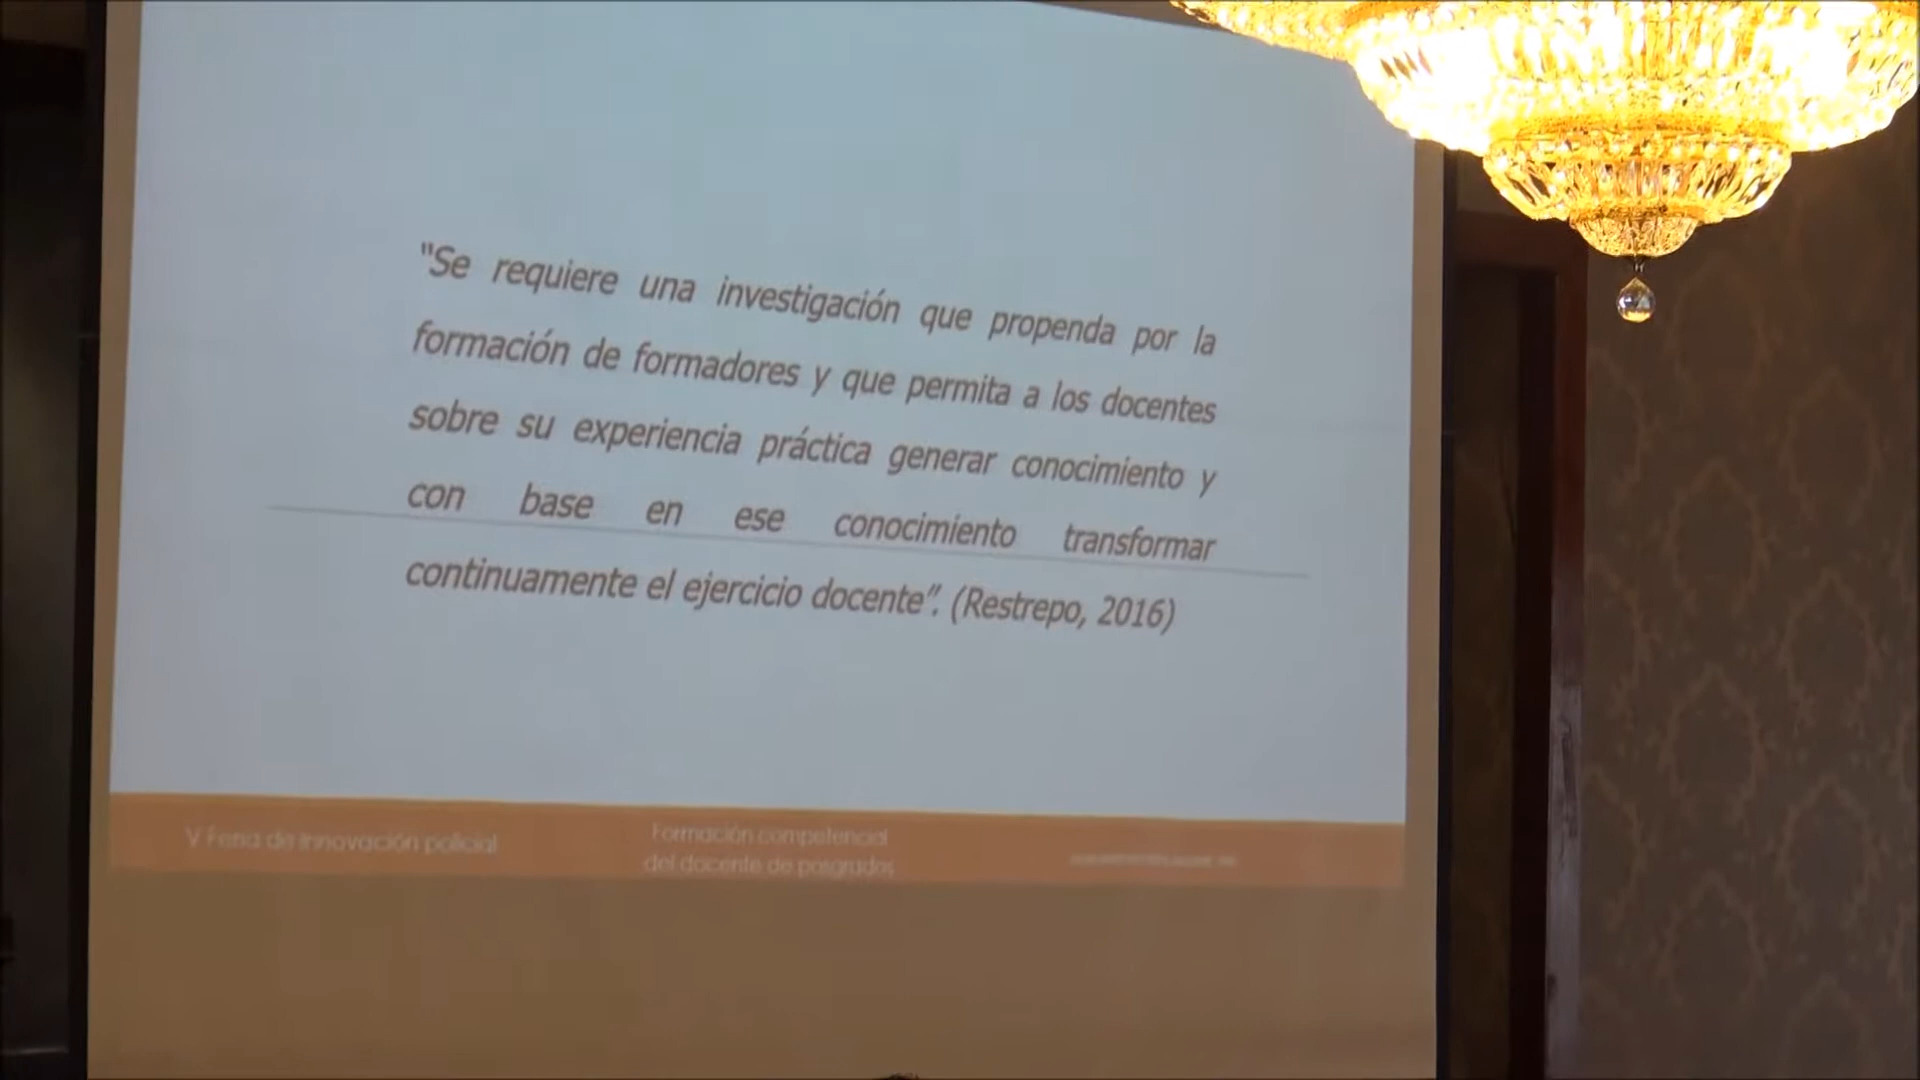 "Se requiere una investigación que propenda por la
formación de formadores y que permita a los docentes
sobre su experiencia práctica generar conocimiento y
con base en ese conocimiento transformar
continuamente el ejercicio docente". (Restrepo, 2016)
V Feria de innovación policial
Formación competencial
del docente de posgrados